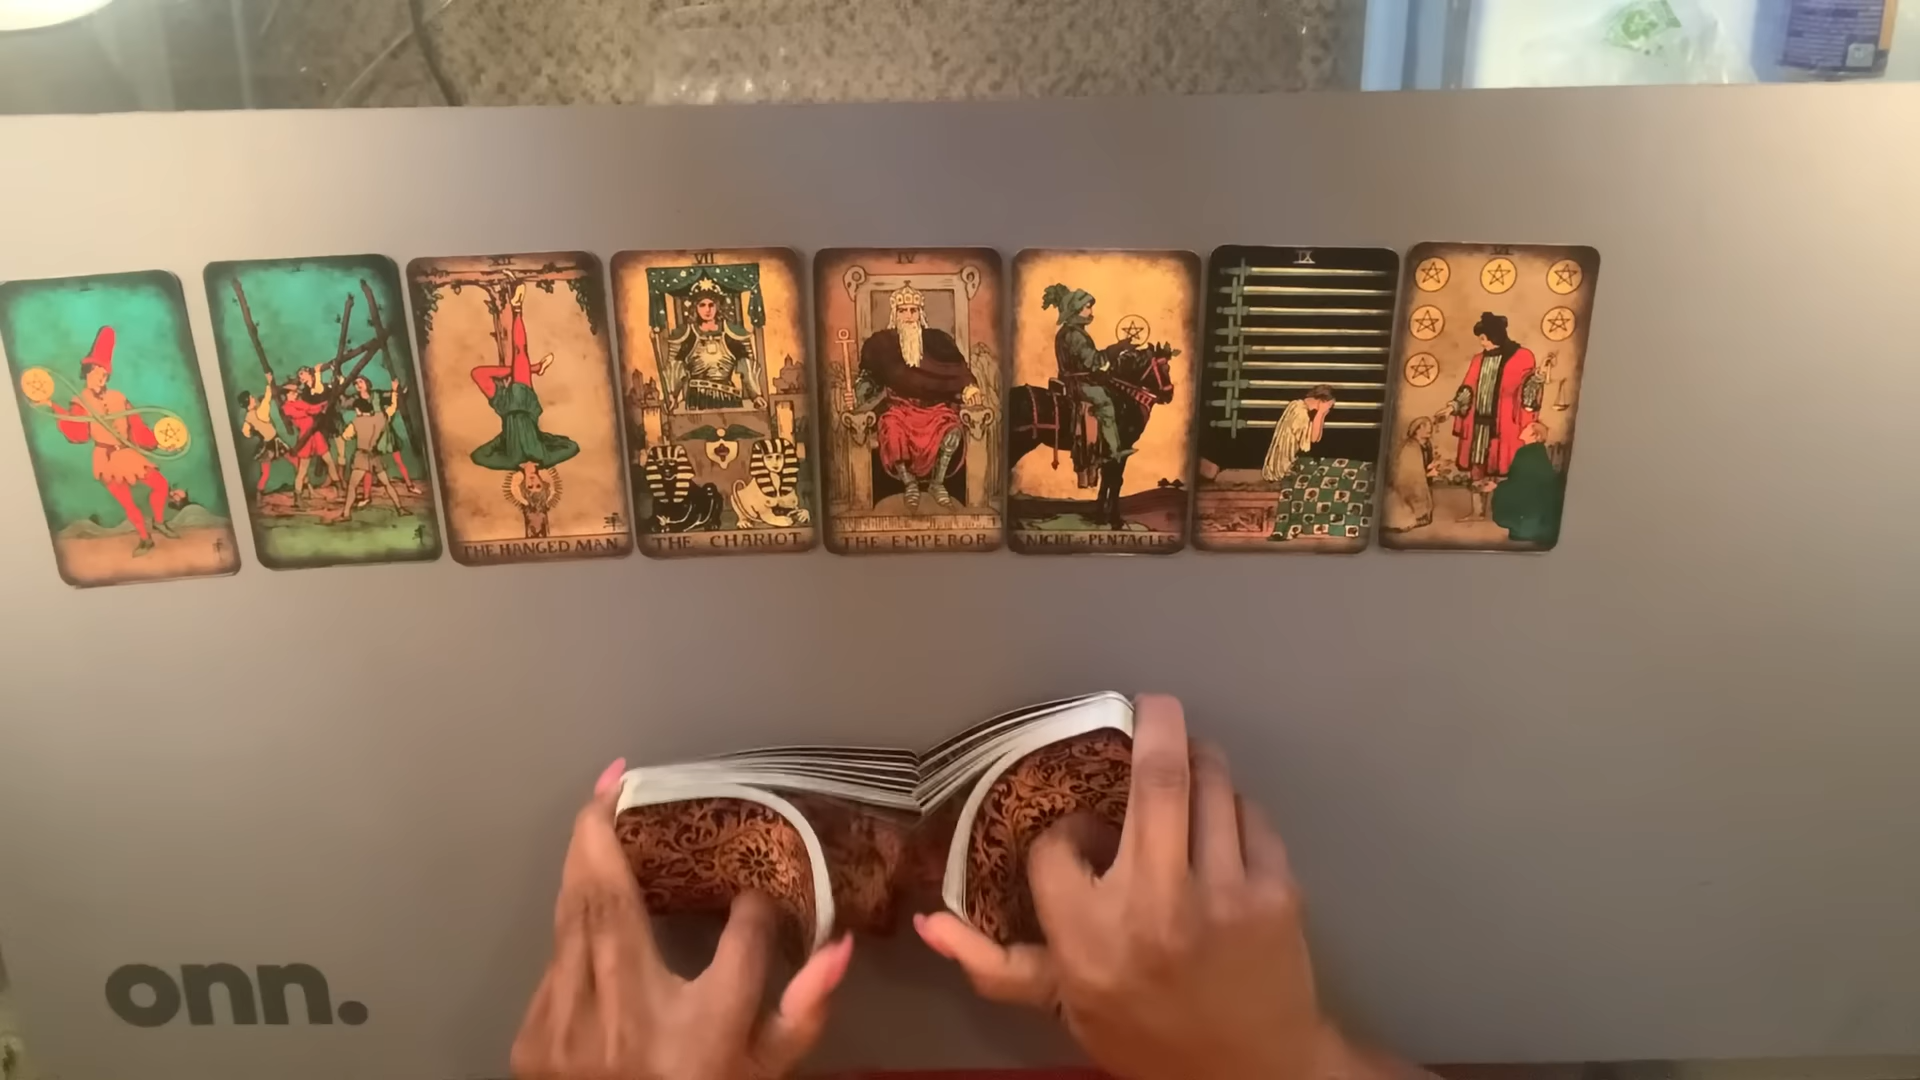 XII
VII
IV
IX
THE HANGED MAN
THE CHARIOT
THE EMPEROR
KNIGHT of PENTACLES
onn.